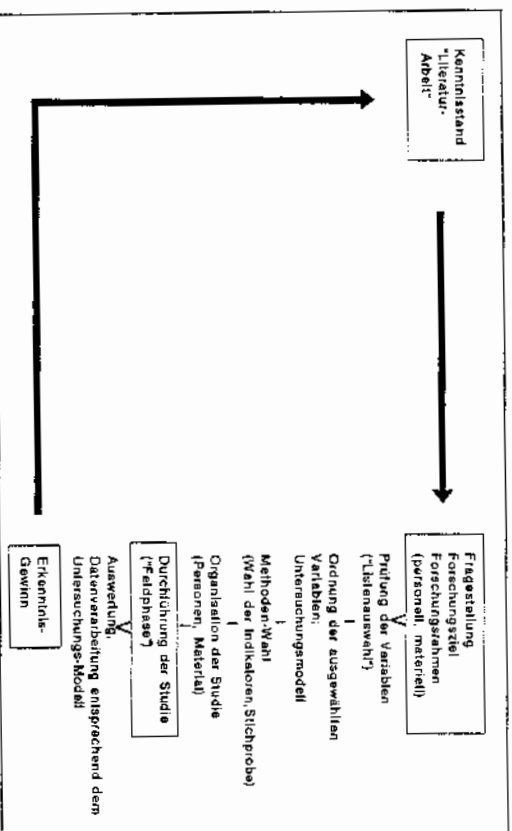 Kenntnisstand
"Literatur-
Arbeit"
Fragestellung
Forschungsziel
Forschungsrahmen
(personell, materiell)
Prüfung der Variablen
("Listenauswahl")
Ordnung der ausgewählten
Variablen;
Untersuchungsmodell
Methoden-Wahl
(Wahl der Indikatoren, Stichprobe)
Organisation der Studie
(Personen, Material)
Durchführung der Studie
("Feldphase")
Auswertung,
Datenverarbeitung entsprechend dem
Untersuchungs-Modell
Erkenntnis-
Gewinn